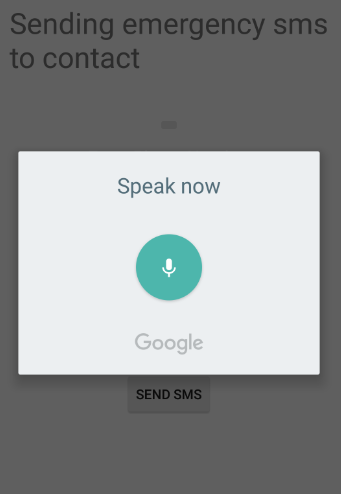 Sending emergency sms
to contact
Speak now
Google
SEND SMS